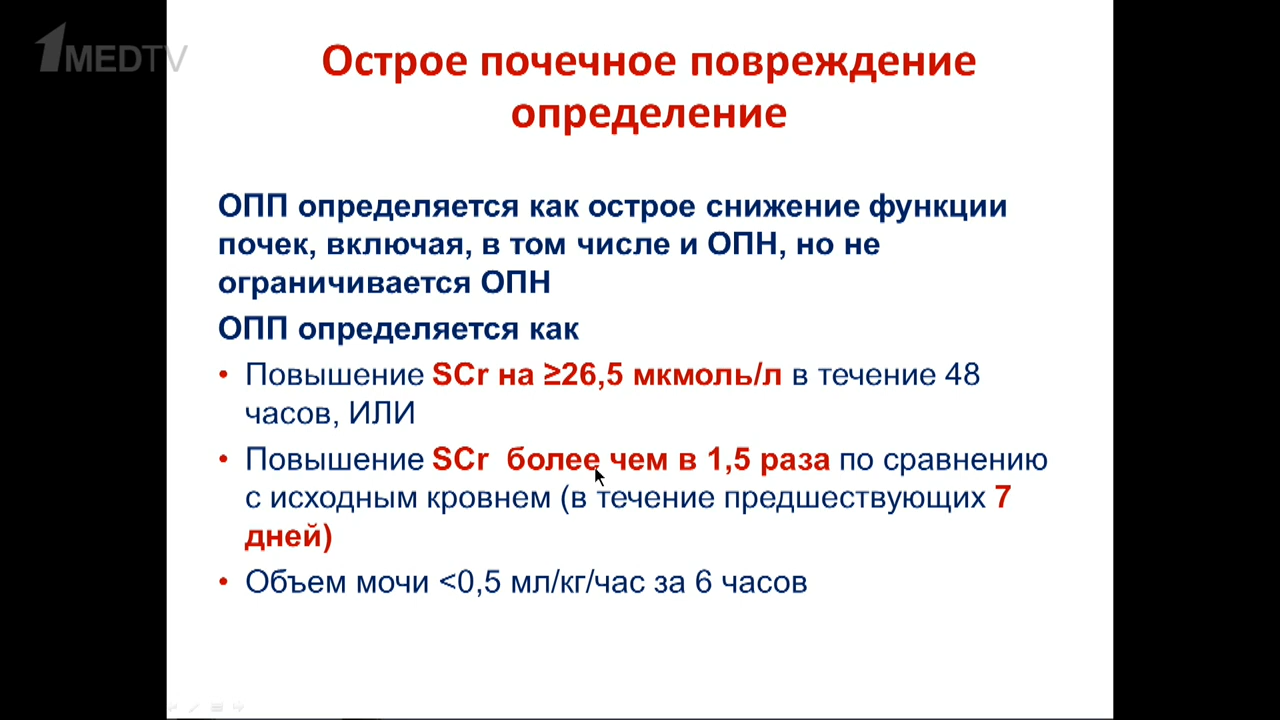 1MEDTV
Острое почечное повреждение
определение
ОПП определяется как острое снижение функции
почек, включая, в том числе и ОПН, но не
ограничивается ОПН
ОПП определяется как
• Повышение SCr на ≥26,5 мкмоль/л в течение 48
часов, ИЛИ
• Повышение SCr более чем в 1,5 раза по сравнению
с исходным кровнем (в течение предшествующих 7
дней)
• Объем мочи <0,5 мл/кг/час за 6 часов